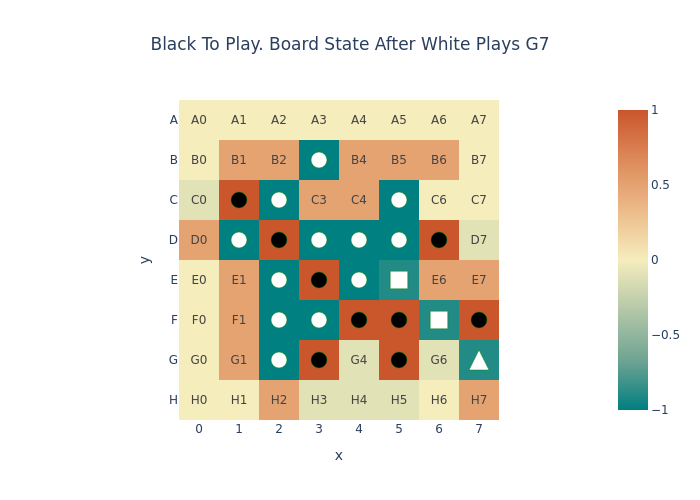 Black To Play. Board State After White Plays G7
A A0 A1 A2 A3 A4 A5 A6 A7
B B0 B1 B2 B4 B5 B6 B7
C C0 C3 C4 C6 C7
D D0 D7
E E0 E1 E6 E7
F F0 F1
G G0 G1 G4 G6
H H0 H1 H2 H3 H4 H5 H6 H7
0 1 2 3 4 5 6 7
x
y
1
0.5
0
−0.5
−1